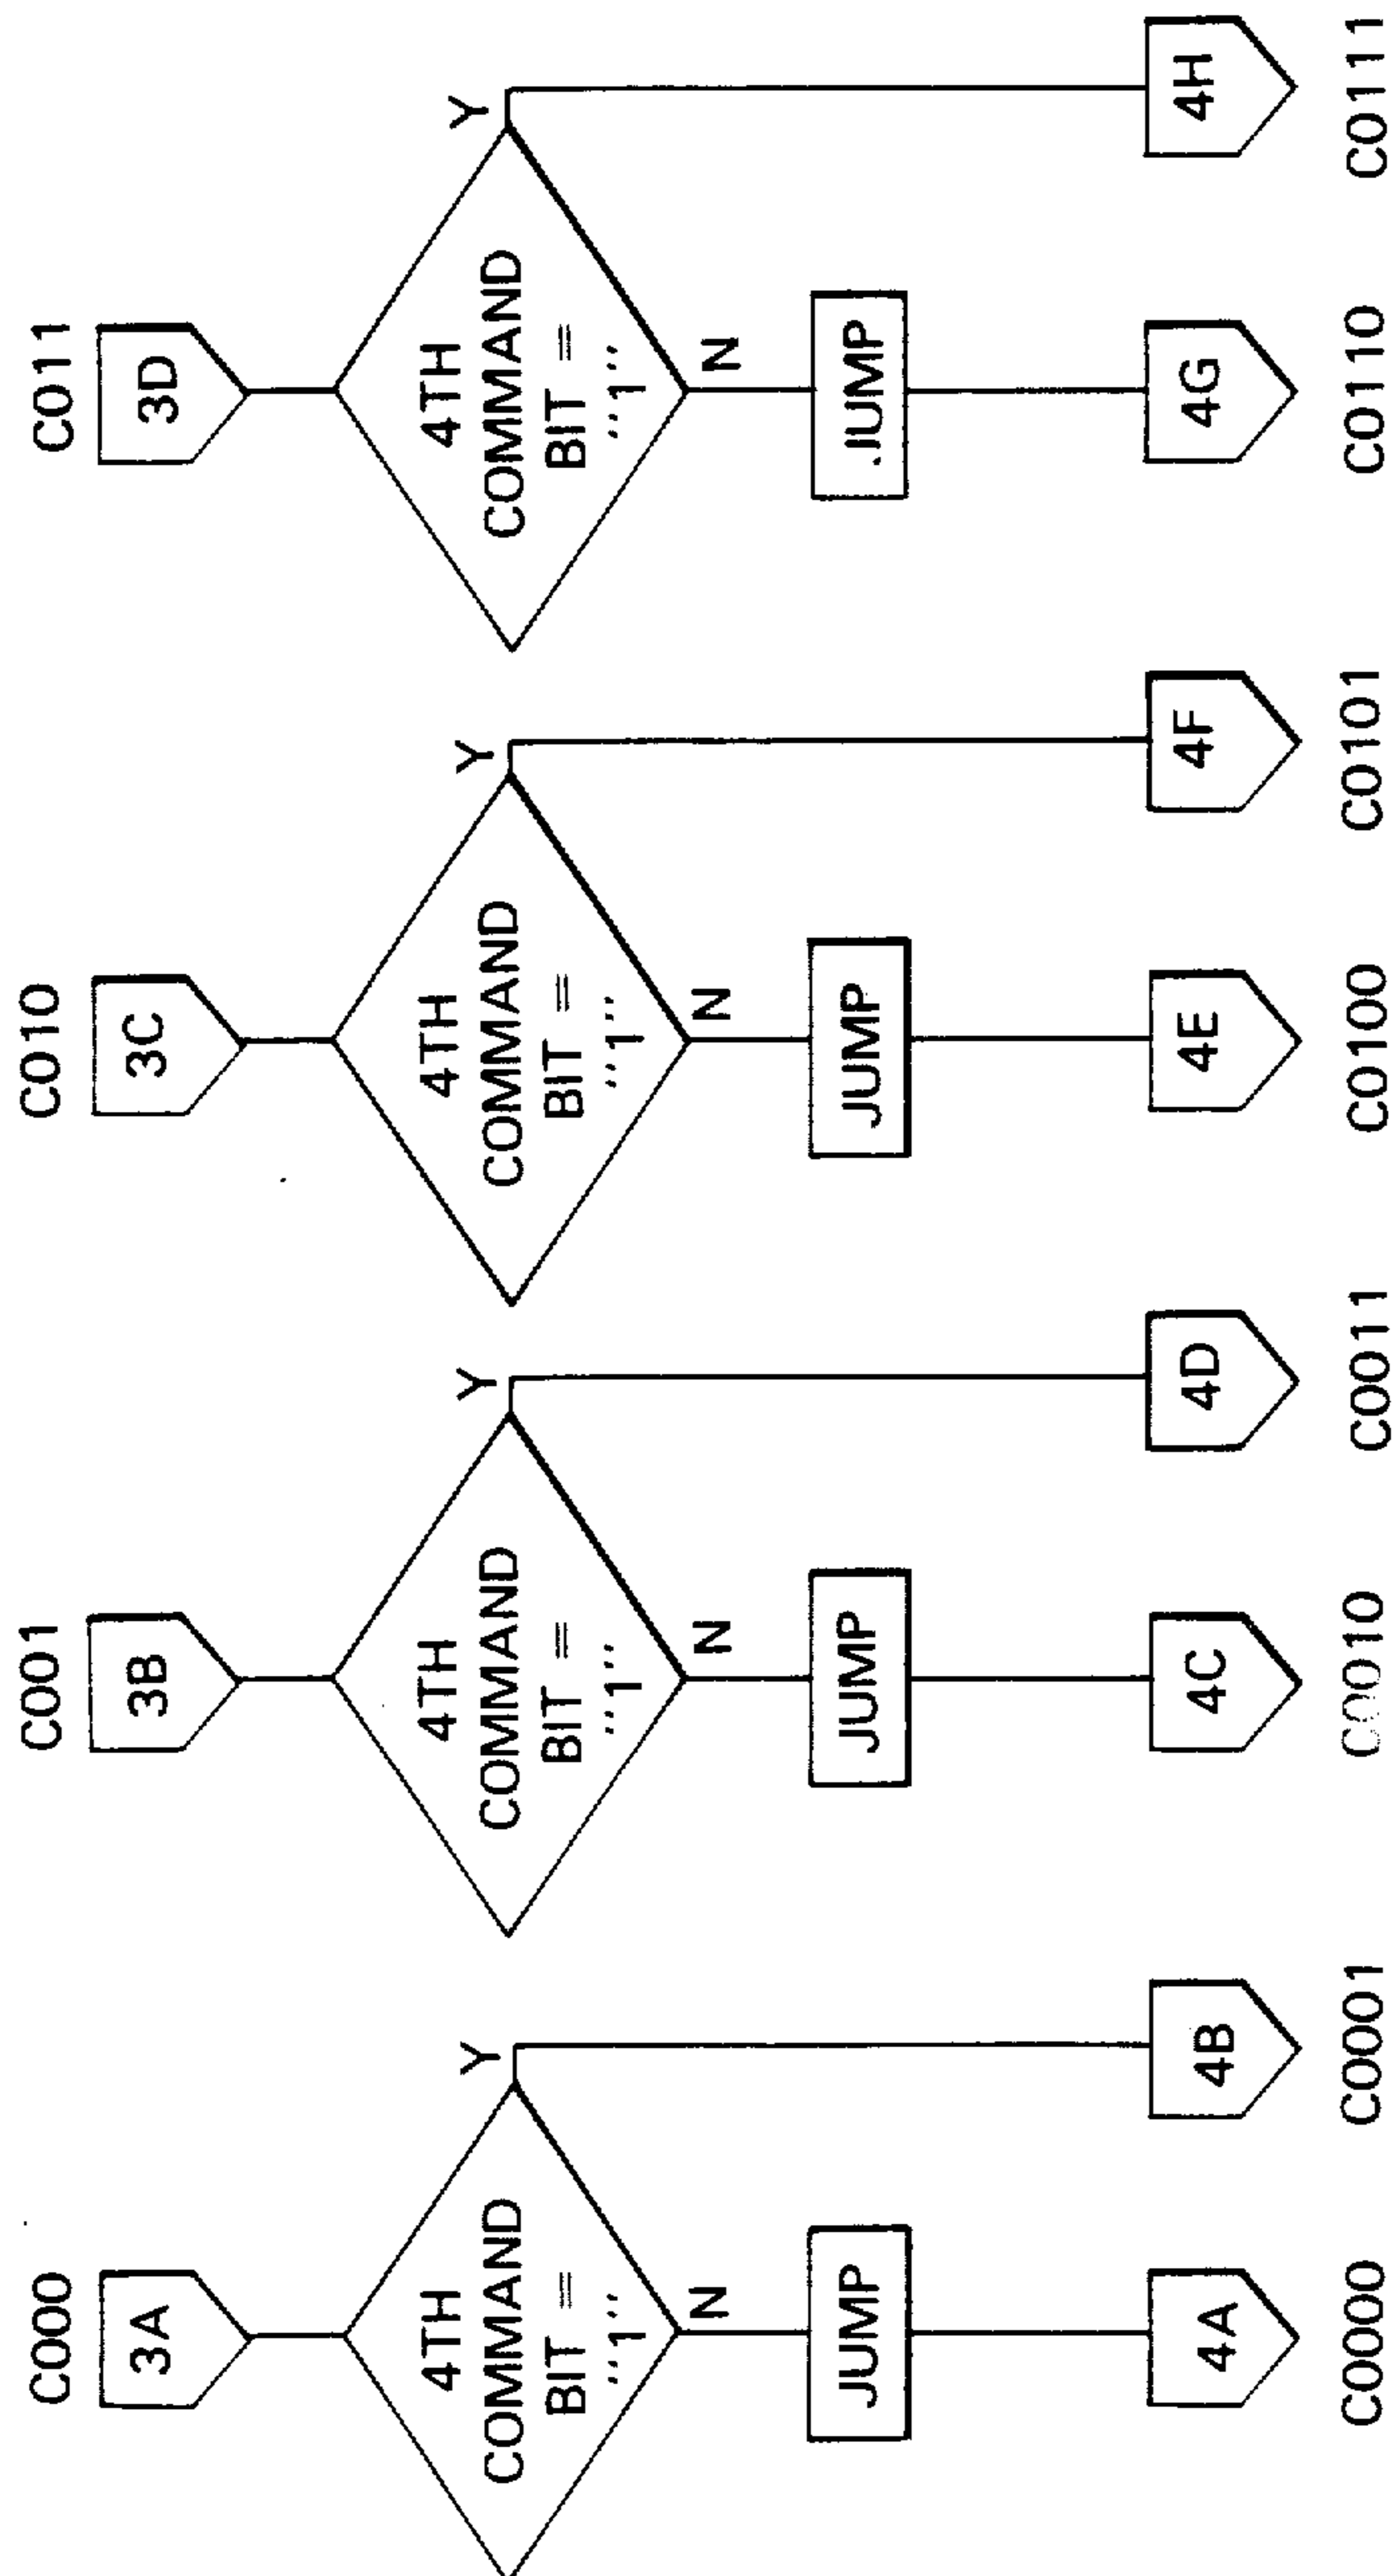 C000
3A
4TH
COMMAND
BIT =
"1"
Y
N
JUMP
4A
C0000
4B
C0001
C001
3B
4TH
COMMAND
BIT =
"1"
Y
N
JUMP
4C
C0010
4D
C0011
C010
3C
4TH
COMMAND
BIT =
"1"
Y
N
JUMP
4E
C0100
4F
C0101
C011
3D
4TH
COMMAND
BIT =
"1"
Y
N
JUMP
4G
C0110
4H
C0111